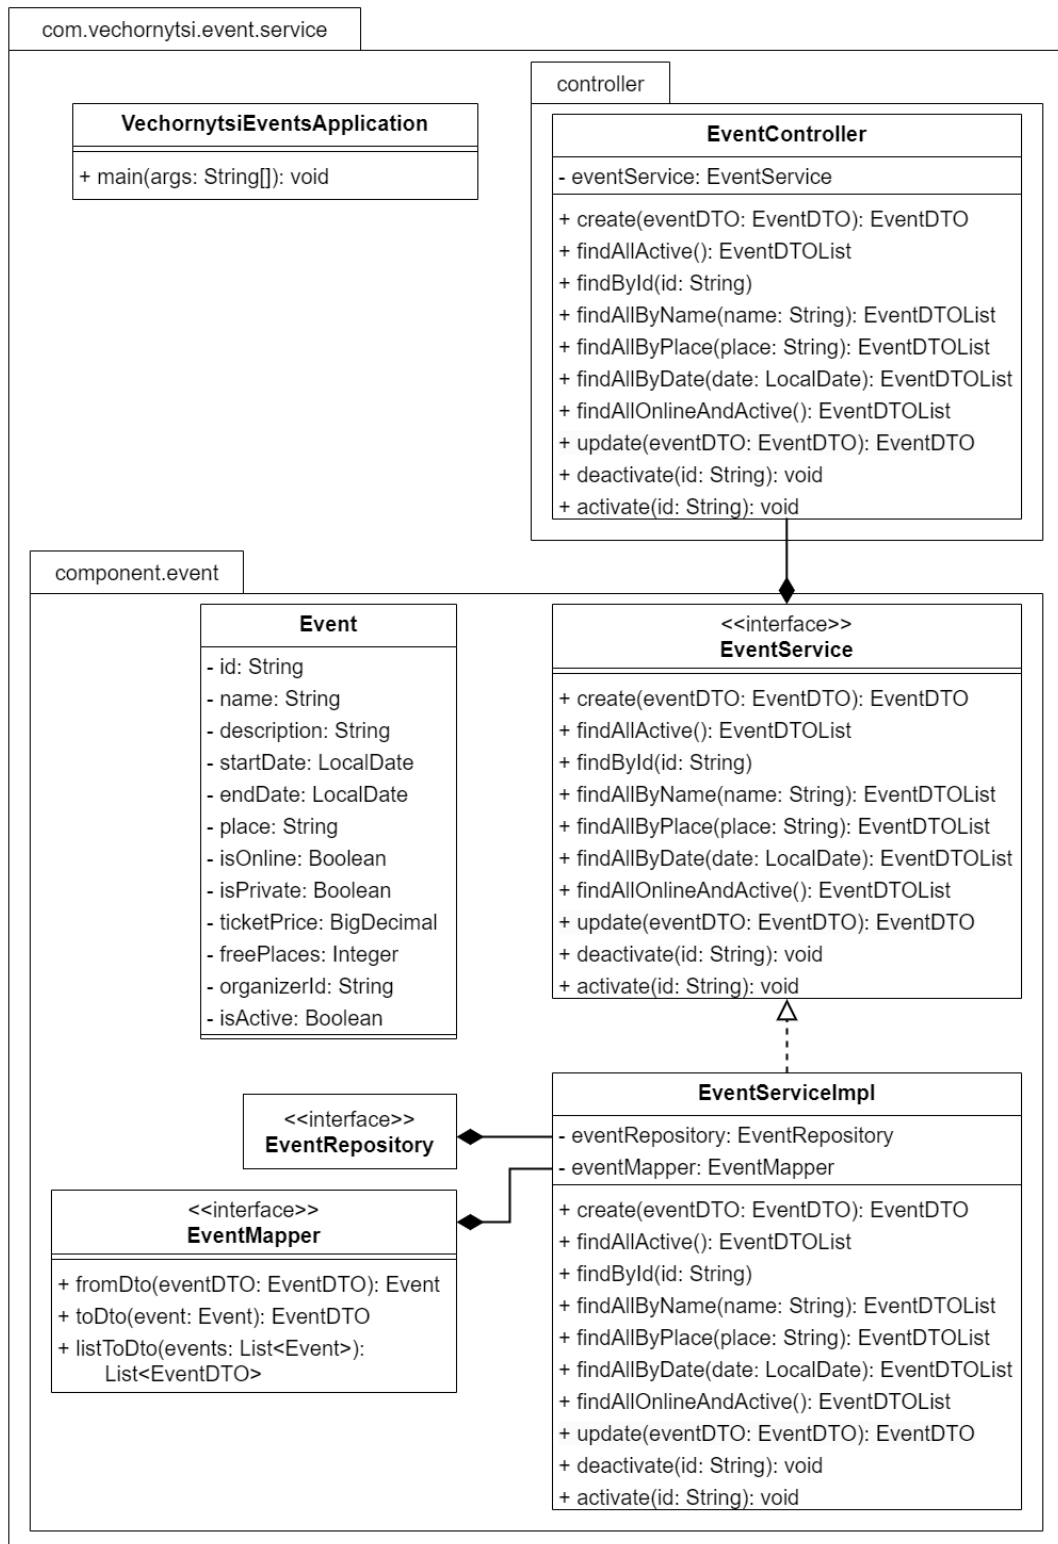 com.vechornytsi.event.service
VechornytsiEventsApplication
+ main(args: String[]): void
controller
EventController
- eventService: EventService
+ create(eventDTO: EventDTO): EventDTO
+ findAllActive(): EventDTOList
+ findById(id: String)
+ findAllByName(name: String): EventDTOList
+ findAllByPlace(place: String): EventDTOList
+ findAllByDate(date: LocalDate): EventDTOList
+ findAllOnlineAndActive(): EventDTOList
+ update(eventDTO: EventDTO): EventDTO
+ deactivate(id: String): void
+ activate(id: String): void
component.event
Event
- id: String
- name: String
- description: String
- startDate: LocalDate
- endDate: LocalDate
- place: String
- isOnline: Boolean
- isPrivate: Boolean
- ticketPrice: BigDecimal
- freePlaces: Integer
- organizerId: String
- isActive: Boolean
<<interface>>
EventService
+ create(eventDTO: EventDTO): EventDTO
+ findAllActive(): EventDTOList
+ findById(id: String)
+ findAllByName(name: String): EventDTOList
+ findAllByPlace(place: String): EventDTOList
+ findAllByDate(date: LocalDate): EventDTOList
+ findAllOnlineAndActive(): EventDTOList
+ update(eventDTO: EventDTO): EventDTO
+ deactivate(id: String): void
+ activate(id: String): void
<<interface>>
EventRepository
<<interface>>
EventMapper
+ fromDto(eventDTO: EventDTO): Event
+ toDto(event: Event): EventDTO
+ listToDto(events: List<Event>):
List<EventDTO>
EventServiceImpl
- eventRepository: EventRepository
- eventMapper: EventMapper
+ create(eventDTO: EventDTO): EventDTO
+ findAllActive(): EventDTOList
+ findById(id: String)
+ findAllByName(name: String): EventDTOList
+ findAllByPlace(place: String): EventDTOList
+ findAllByDate(date: LocalDate): EventDTOList
+ findAllOnlineAndActive(): EventDTOList
+ update(eventDTO: EventDTO): EventDTO
+ deactivate(id: String): void
+ activate(id: String): void